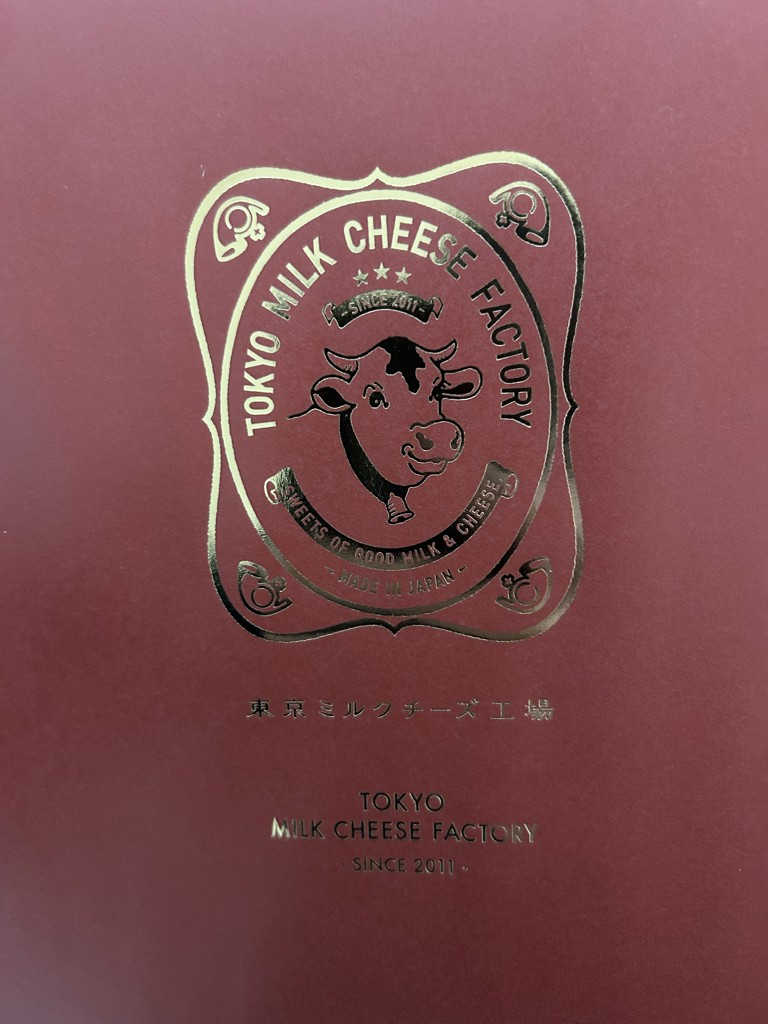 TOKYO MILK CHEESE FACTORY
- SINCE 2011 -
SWEETS OF GOOD MILK & CHEESE
- MADE IN JAPAN -
東京ミルクチーズ工場
TOKYO
MILK CHEESE FACTORY
- SINCE 2011 -